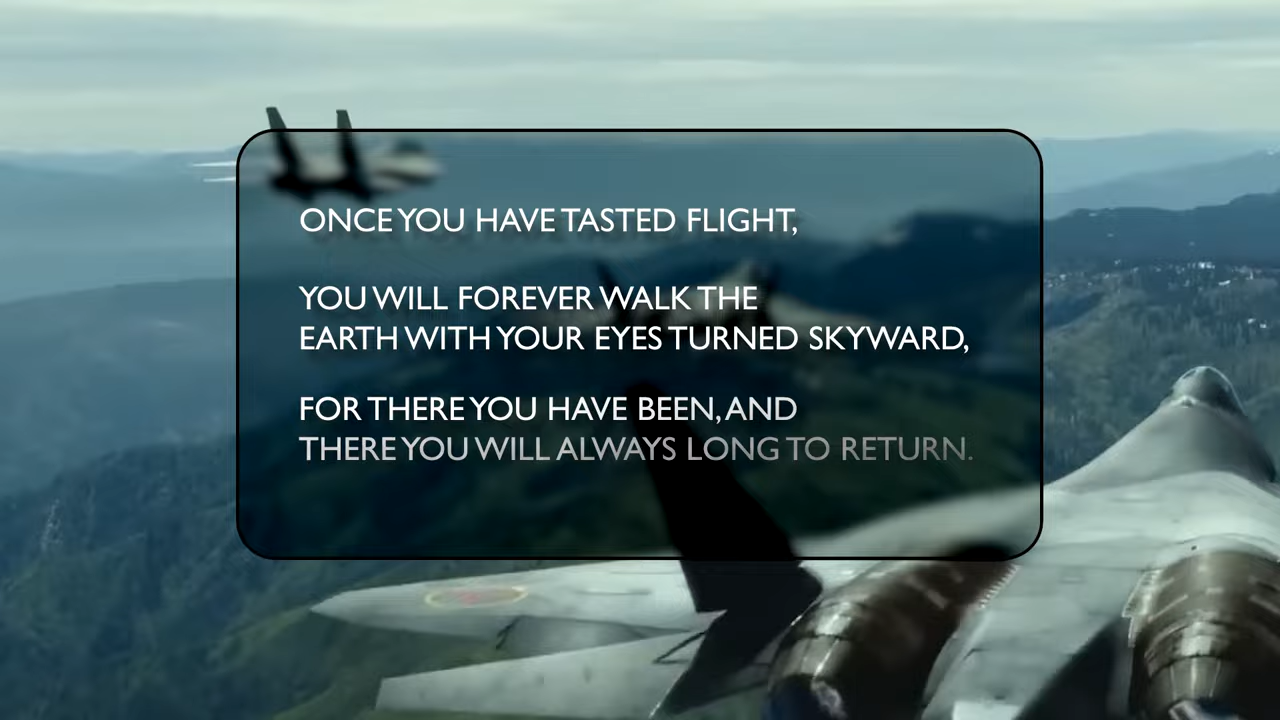 ONCE YOU HAVE TASTED FLIGHT,
YOU WILL FOREVER WALK THE
EARTH WITH YOUR EYES TURNED SKYWARD,
FOR THERE YOU HAVE BEEN, AND
THERE YOU WILL ALWAYS LONG TO RETURN.